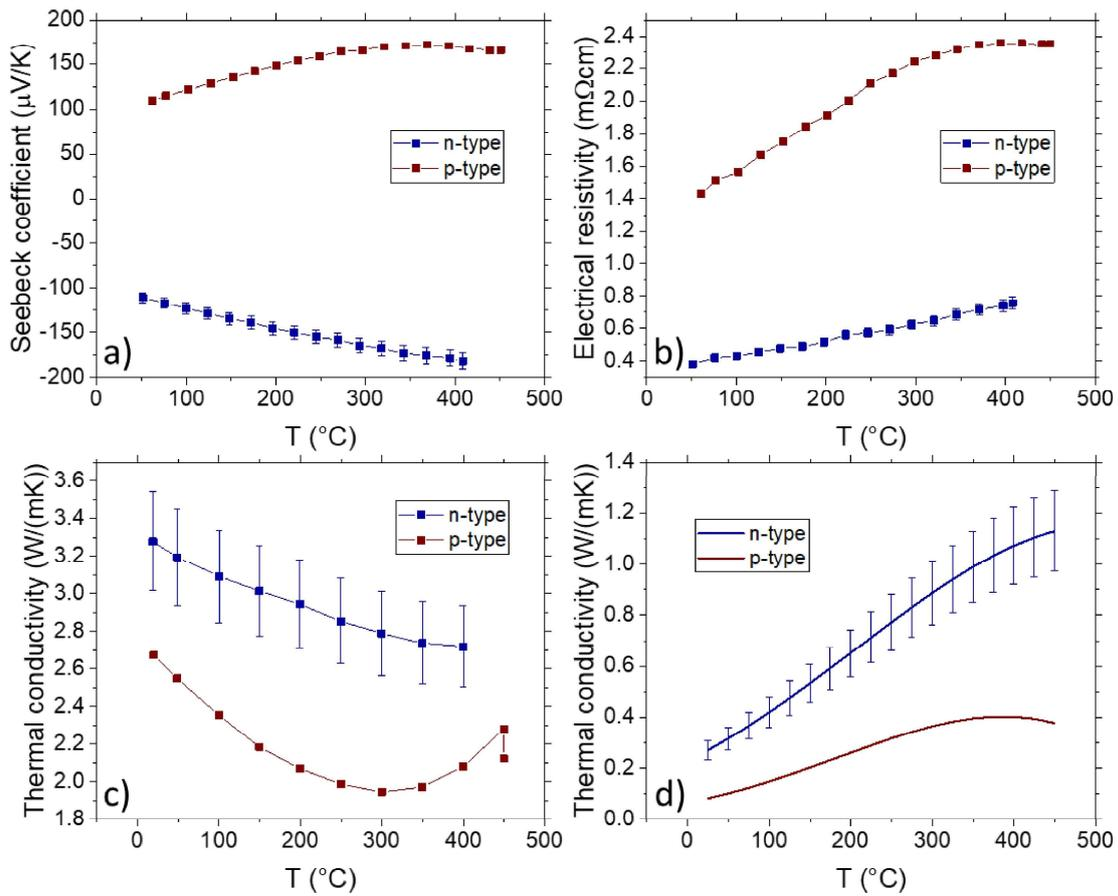 200
150
100
50
0
-50
-100
-150
-200
Seebeck coefficient (μV/K)
n-type
p-type
a)
0 100 200 300 400 500
T (°C)
2.4
2.2
2.0
1.8
1.6
1.4
1.2
1.0
0.8
0.6
0.4
Electrical resistivity (mΩcm)
n-type
p-type
b)
0 100 200 300 400 500
T (°C)
3.6
3.4
3.2
3.0
2.8
2.6
2.4
2.2
2.0
1.8
Thermal conductivity (W/(mK))
n-type
p-type
c)
0 100 200 300 400 500
T (°C)
1.4
1.2
1.0
0.8
0.6
0.4
0.2
0.0
Thermal conductivity (W/(mK))
n-type
p-type
d)
0 100 200 300 400 500
T (°C)